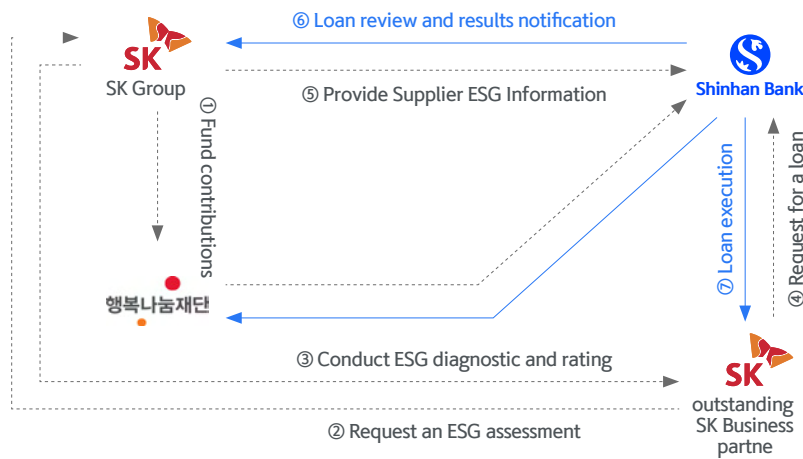 ⑥ Loan review and results notification
SK
SK Group
⑤ Provide Supplier ESG Information
Shinhan Bank
① Fund contributions
행복나눔재단
⑦ Loan execution
④ Request for a loan
③ Conduct ESG diagnostic and rating
② Request an ESG assessment
SK
outstanding
SK Business
partne